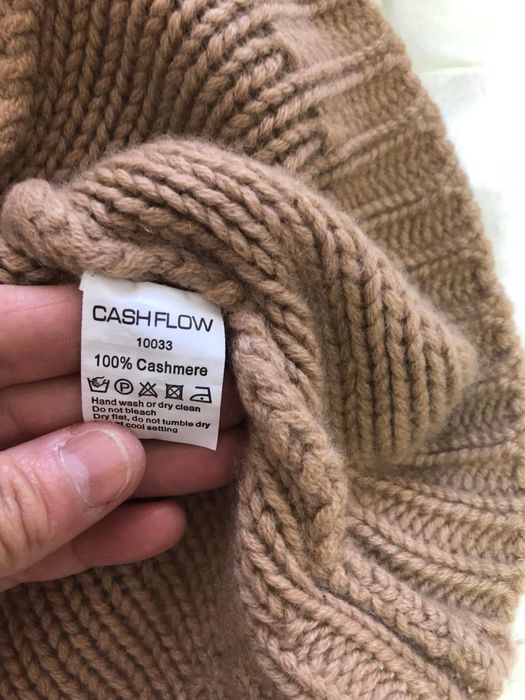 CASH FLOW
10033
100% Cashmere
Hand wash or dry clean
Do not bleach
Dry flat, do not tumble dry
cool setting